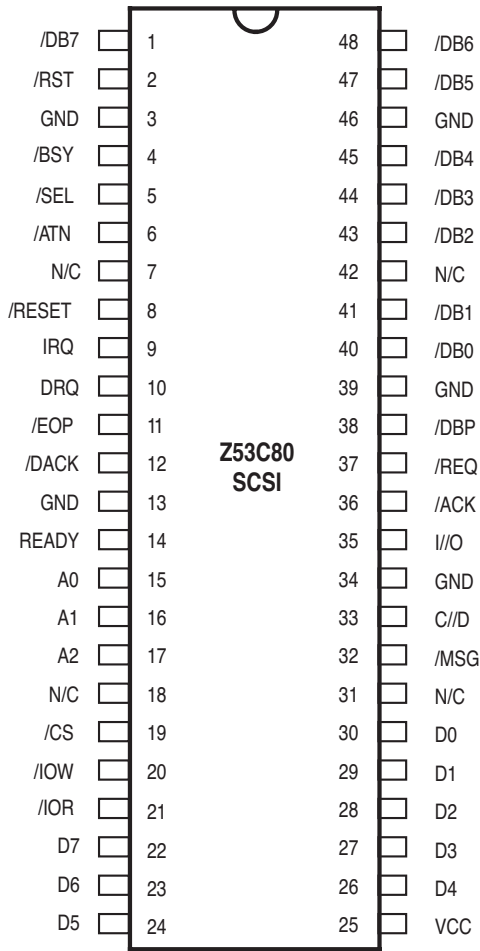 /DB7 1 48 /DB6
/RST 2 47 /DB5
GND 3 46 GND
/BSY 4 45 /DB4
/SEL 5 44 /DB3
/ATN 6 43 /DB2
N/C 7 42 N/C
/RESET 8 41 /DB1
IRQ 9 40 /DB0
DRQ 10 39 GND
/EOP 11 38 /DBP
/DACK 12 Z53C80 37 /REQ
GND 13 SCSI 36 /ACK
READY 14 35 I//O
A0 15 34 GND
A1 16 33 C//D
A2 17 32 /MSG
N/C 18 31 N/C
/CS 19 30 D0
/IOW 20 29 D1
/IOR 21 28 D2
D7 22 27 D3
D6 23 26 D4
D5 24 25 VCC